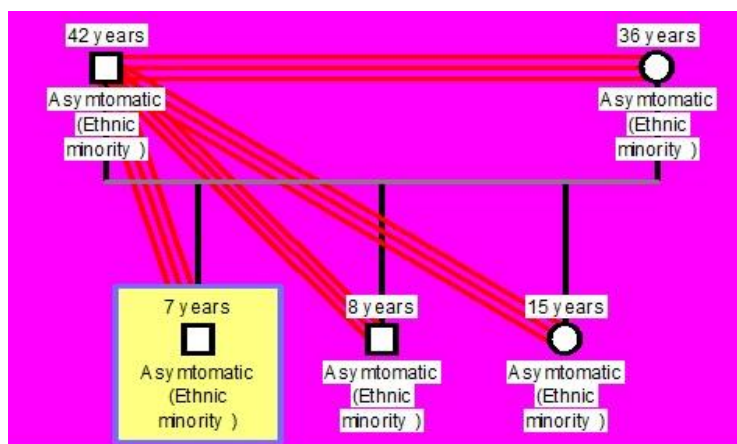 42 years
36 years
Asymtomatic
(Ethnic
minority )
Asymtomatic
(Ethnic
minority )
7 years
8 years
15 years
Asymtomatic
(Ethnic
minority )
Asymtomatic
(Ethnic
minority )
Asymtomatic
(Ethnic
minority )